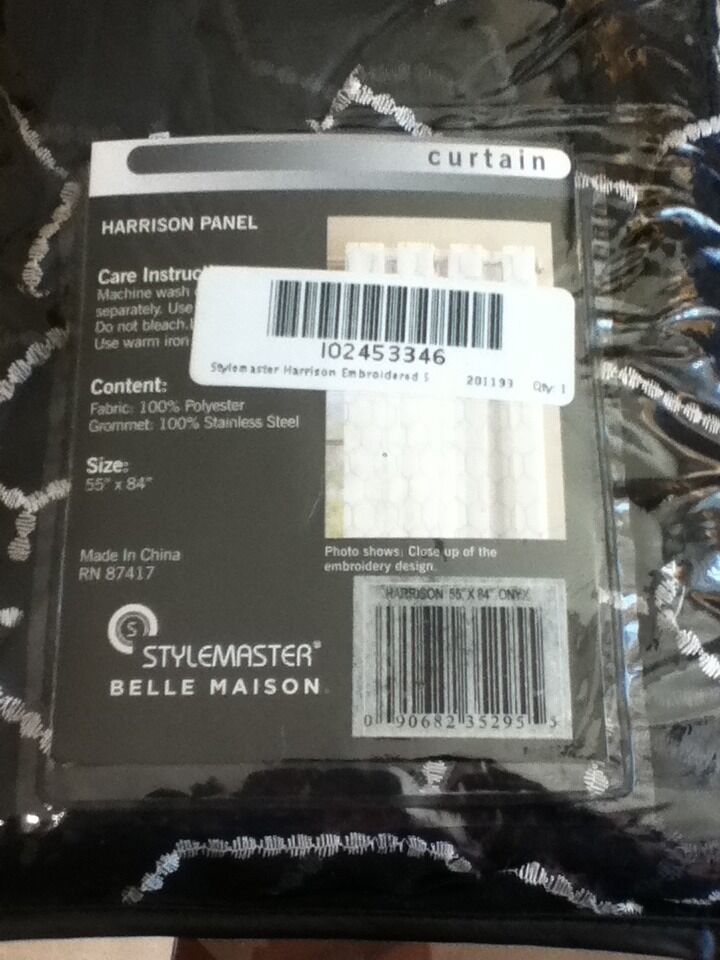 curtain
HARRISON PANEL
Care Instruc
Machine wash
separately. Use
Do not bleach.
Use warm iron
102453346
Stylemaster Harrison Embroidered S 201193 Qty: 1
Content:
Fabric: 100% Polyester
Grommet: 100% Stainless Steel
Size:
55" x 84"
Made In China
RN 87417
Photo shows: Close up of the
embroidery design.
HARRISON 55"X 84" ONYX
0 90682 35295 5
S
STYLEMASTER®
BELLE MAISON